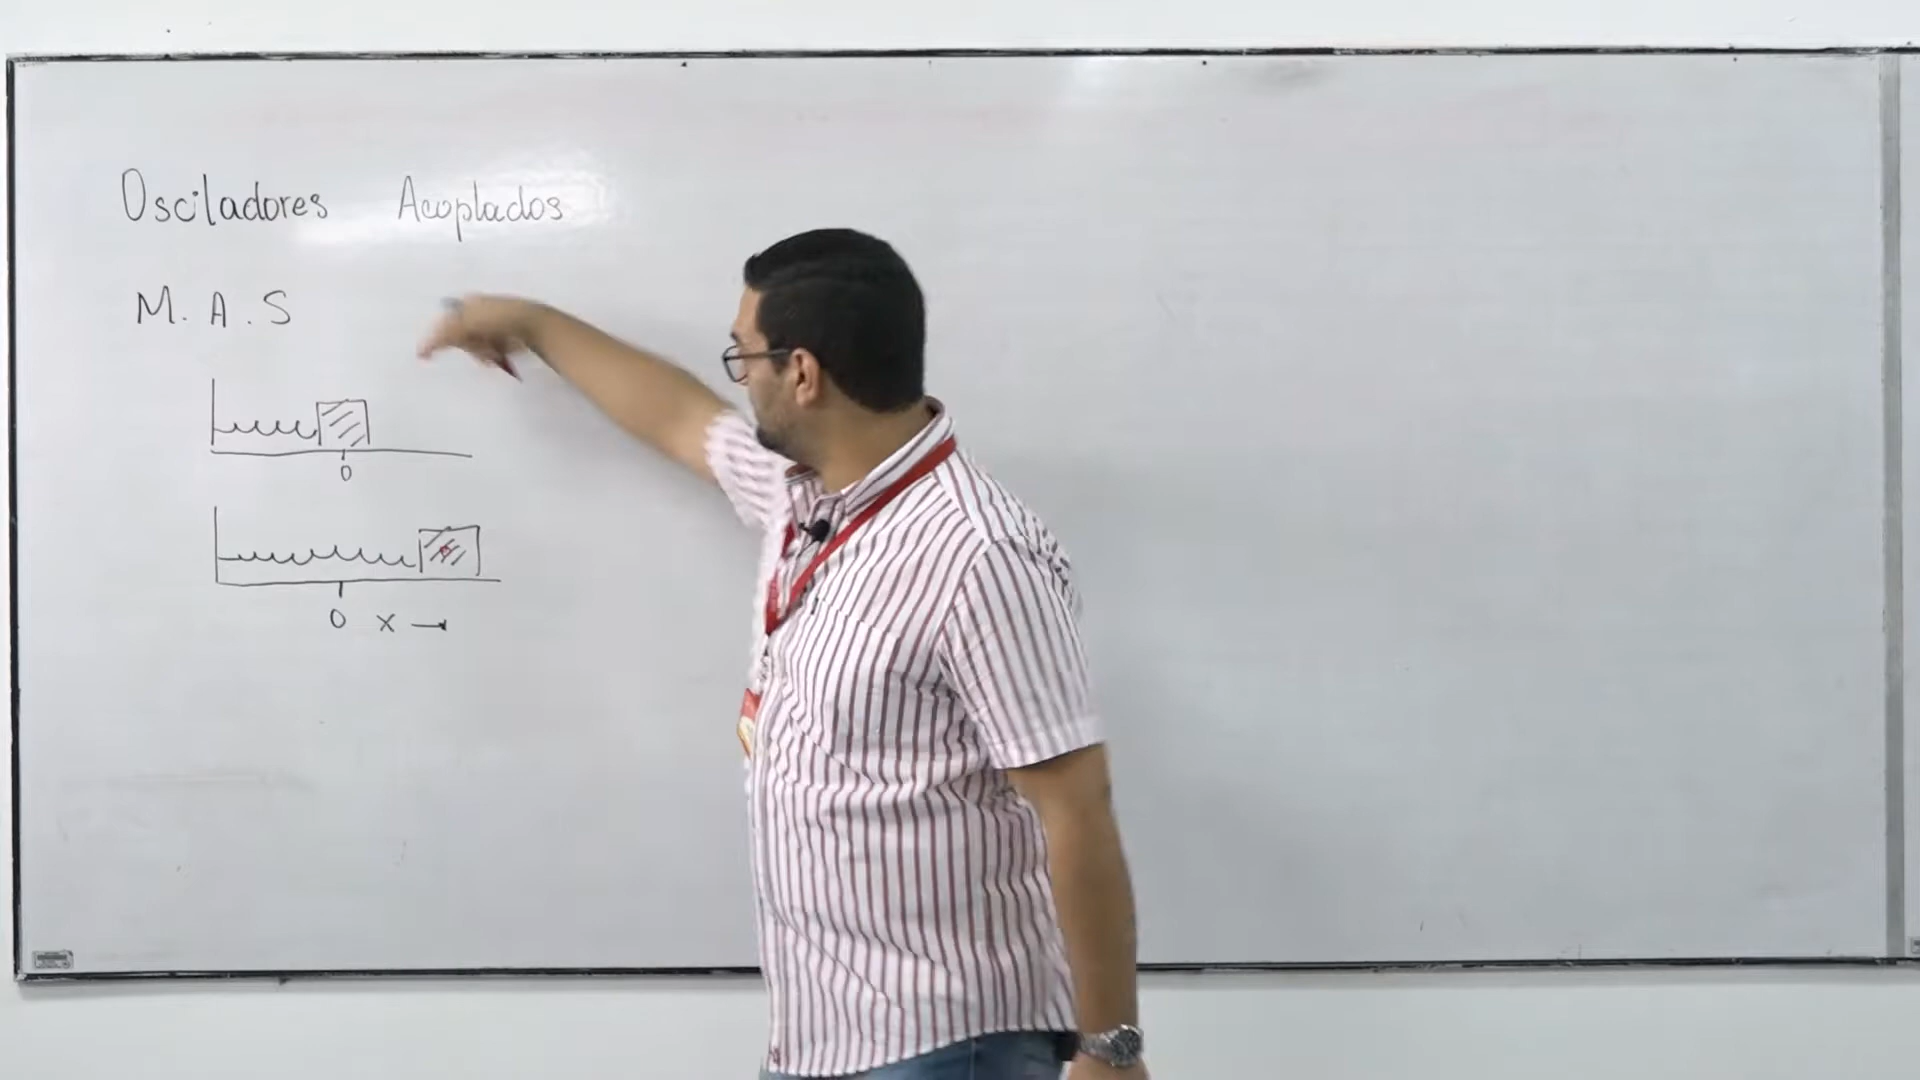 Osciladores Acoplados
M. A. S
0
0 x →